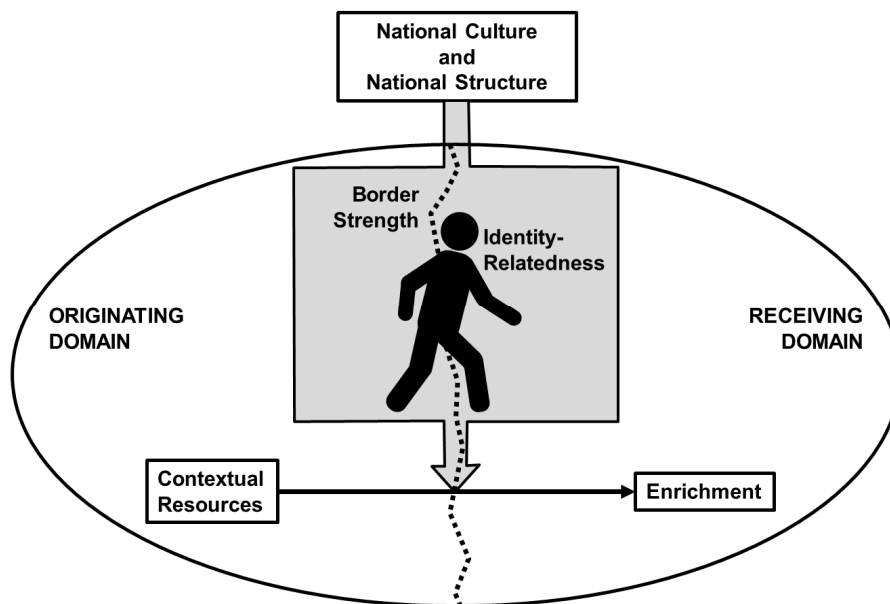 National Culture
and
National Structure
Border
Strength
Identity-
Relatedness
ORIGINATING
DOMAIN
RECEIVING
DOMAIN
Contextual
Resources
Enrichment